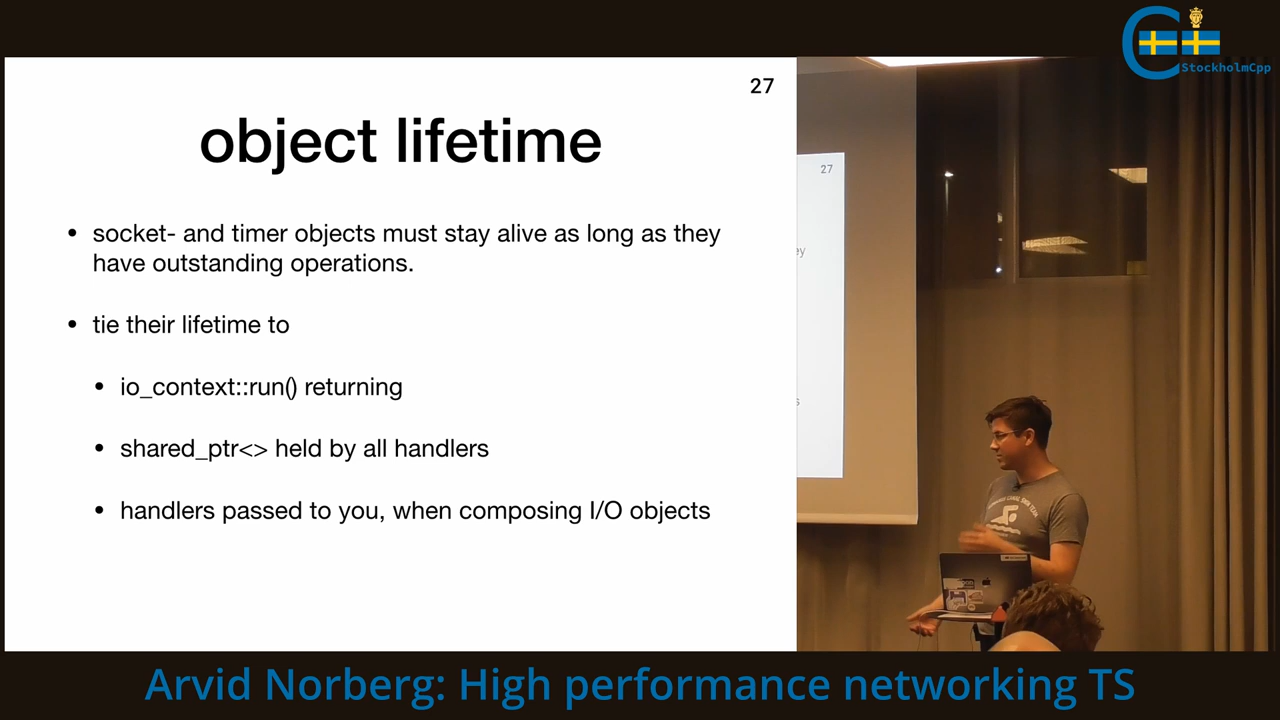 StockholmCpp
27
object lifetime
• socket- and timer objects must stay alive as long as they
have outstanding operations.
• tie their lifetime to
• io_context::run() returning
• shared_ptr<> held by all handlers
• handlers passed to you, when composing I/O objects
27
ey
s
Arvid Norberg: High performance networking TS